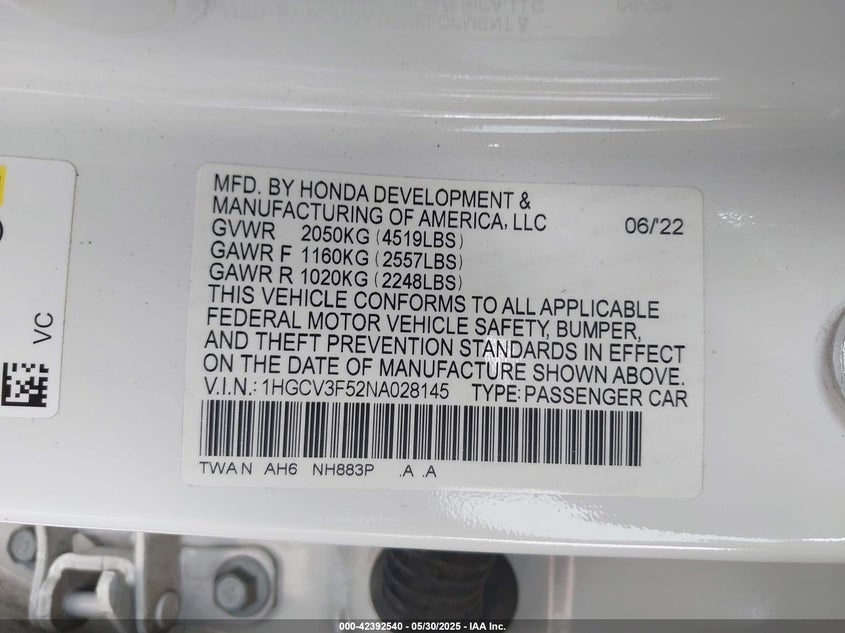 MFD. BY HONDA DEVELOPMENT &
MANUFACTURING OF AMERICA, LLC 06/'22
GVWR 2050KG (4519LBS)
GAWR F 1160KG (2557LBS)
GAWR R 1020KG (2248LBS)
THIS VEHICLE CONFORMS TO ALL APPLICABLE
FEDERAL MOTOR VEHICLE SAFETY, BUMPER,
AND THEFT PREVENTION STANDARDS IN EFFECT
ON THE DATE OF MANUFACTURE SHOWN ABOVE.
V.I.N.: 1HGCV3F52NA028145 TYPE: PASSENGER CAR
TWA N AH6 NH883P .A .A
VC
000-42392540 - 05/30/2025 - IAA Inc.